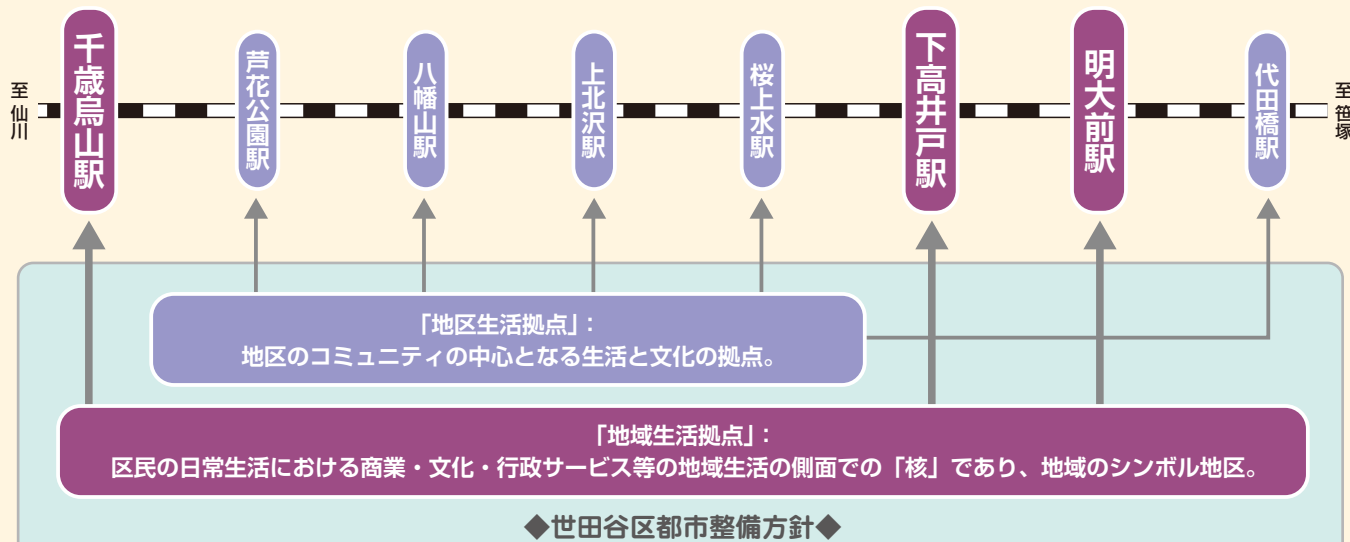 至 仙川
千歳烏山駅
芦花公園駅
八幡山駅
上北沢駅
桜上水駅
下高井戸駅
明大前駅
代田橋駅
至 笹塚
「地区生活拠点」：
地区のコミュニティの中心となる生活と文化の拠点。
「地域生活拠点」：
区民の日常生活における商業・文化・行政サービス等の地域生活の側面での「核」であり、地域のシンボル地区。
◆世田谷区都市整備方針◆